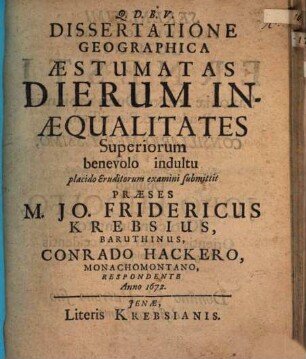 Q. D. B. V.
DISSERTATIONE
GEOGRAPHICA
ÆSTUMATAS
DIERUM IN-
ÆQUALITATES
Superiorum
benevolo indultu
placido Eruditorum examini submittit
PRÆSES
M. JO. FRIDERICUS
KREBSIUS,
BARUTHINUS,
CONRADO HACKERO,
MONACHOMONTANO,
RESPONDENTE
Anno 1672.
JENÆ,
Literis KREBSIANIS.